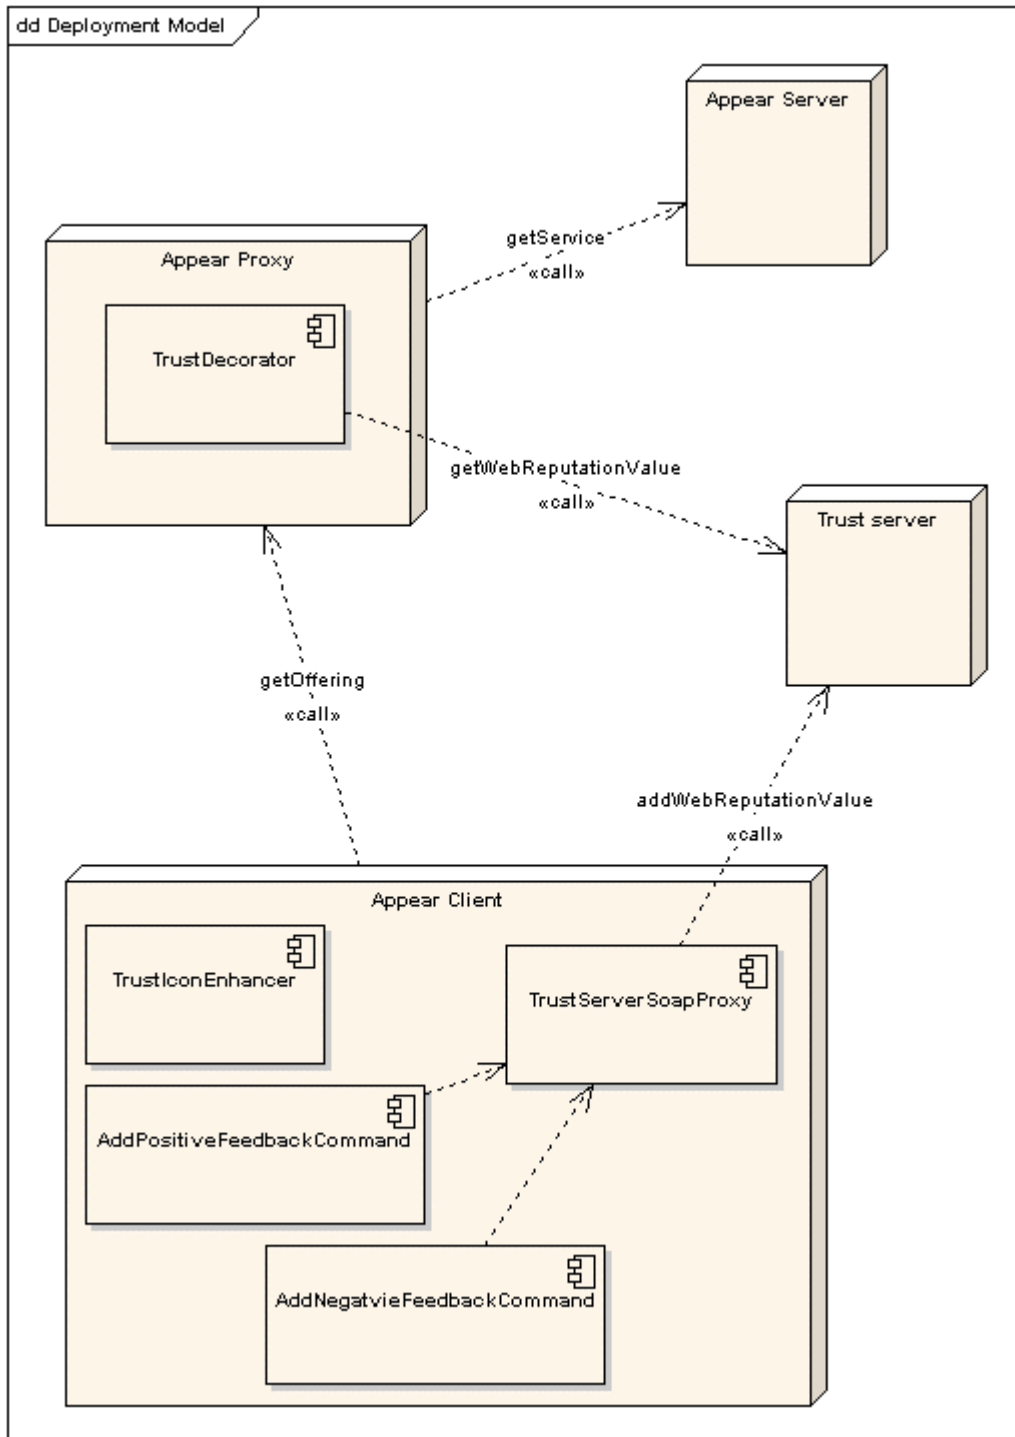 dd Deployment Model
Appear Server
getService
«call»
Appear Proxy
TrustDecorator
getWebReputationValue
«call»
Trust server
getOffering
«call»
addWebReputationValue
«call»
Appear Client
TrustIconEnhancer
TrustServerSoapProxy
AddPositiveFeedbackCommand
AddNegatvieFeedbackCommand